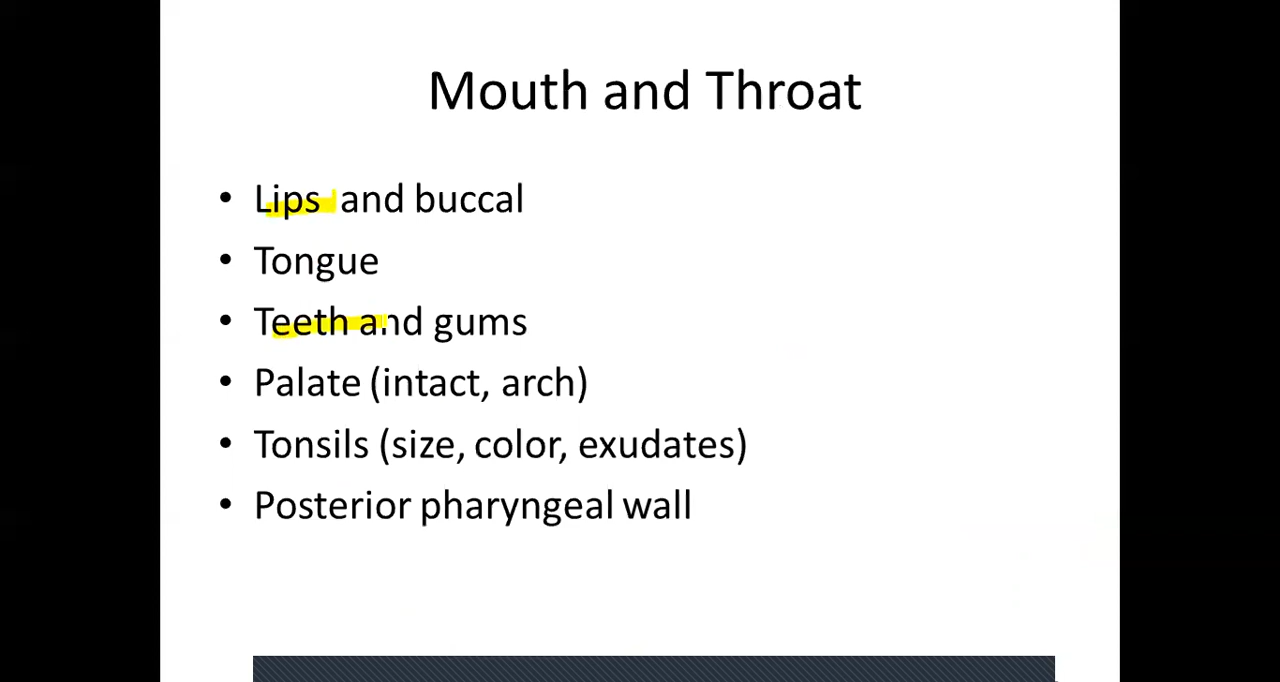 Mouth and Throat
• Lips and buccal
• Tongue
• Teeth and gums
• Palate (intact, arch)
• Tonsils (size, color, exudates)
• Posterior pharyngeal wall